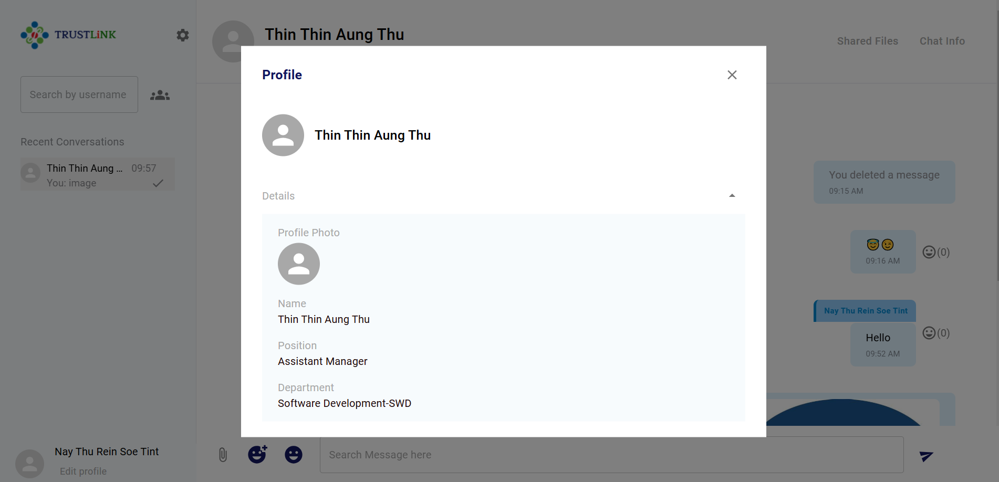 TRUSTLiNK
Search by username
Recent Conversations
Thin Thin Aung ... 09:57
You: image
Nay Thu Rein Soe Tint
Edit profile
Thin Thin Aung Thu
Shared Files
Chat Info
Profile
Thin Thin Aung Thu
Details
Profile Photo
Name
Thin Thin Aung Thu
Position
Assistant Manager
Department
Software Development-SWD
You deleted a message
09:15 AM
09:16 AM
(0)
Nay Thu Rein Soe Tint
Hello
(0)
09:52 AM
Search Message here